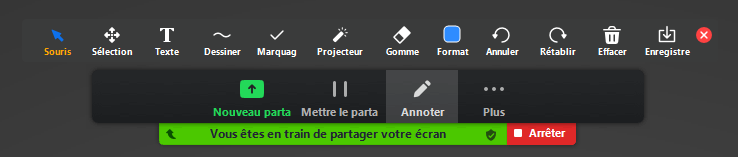 Souris Sélection Texte Dessiner Marquag Projecteur Gomme Format Annuler Rétablir Effacer Enregistre
Nouveau parta Mettre le parta Annoter Plus
Vous êtes en train de partager votre écran Arrêter